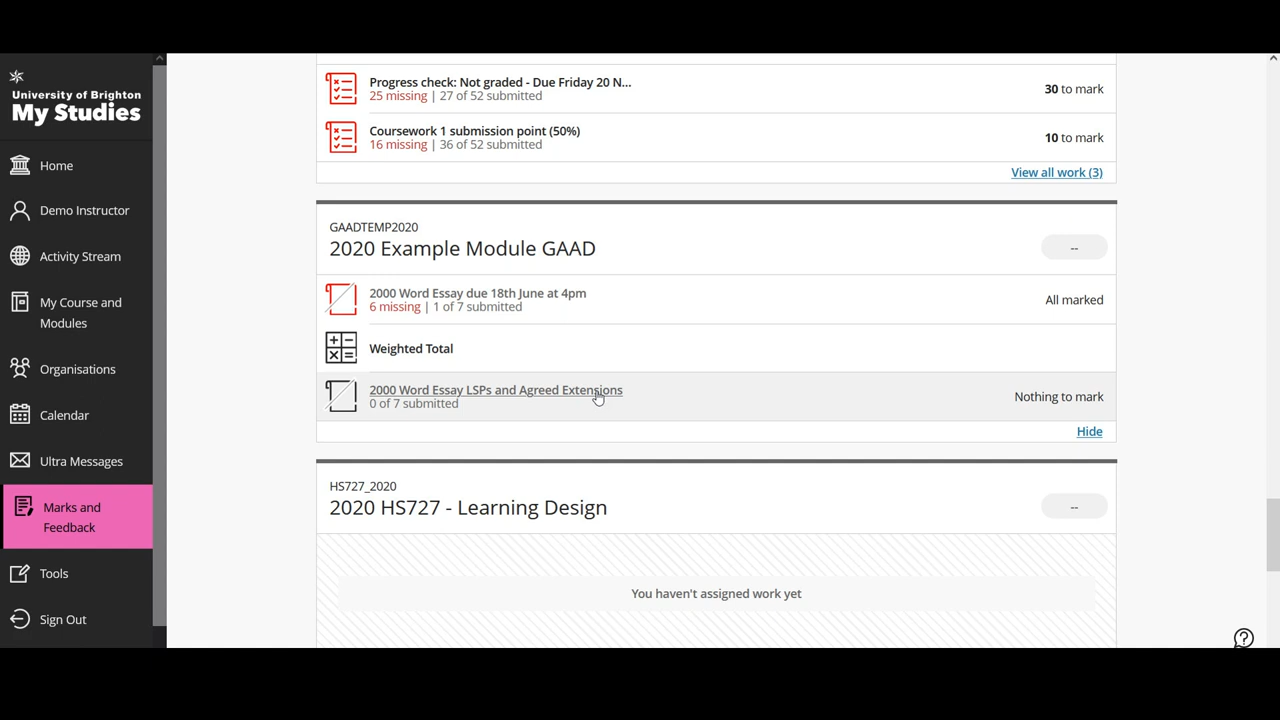 University of Brighton
My Studies
Home
Demo Instructor
Activity Stream
My Course and
Modules
Organisations
Calendar
Ultra Messages
Marks and
Feedback
Tools
Sign Out
Progress check: Not graded - Due Friday 20 N...
25 missing | 27 of 52 submitted
30 to mark
Coursework 1 submission point (50%)
16 missing | 36 of 52 submitted
10 to mark
View all work (3)
GAADTEMP2020
2020 Example Module GAAD
--
2000 Word Essay due 18th June at 4pm
6 missing | 1 of 7 submitted
All marked
Weighted Total
2000 Word Essay LSPs and Agreed Extensions
0 of 7 submitted
Nothing to mark
Hide
HS727_2020
2020 HS727 - Learning Design
--
You haven't assigned work yet